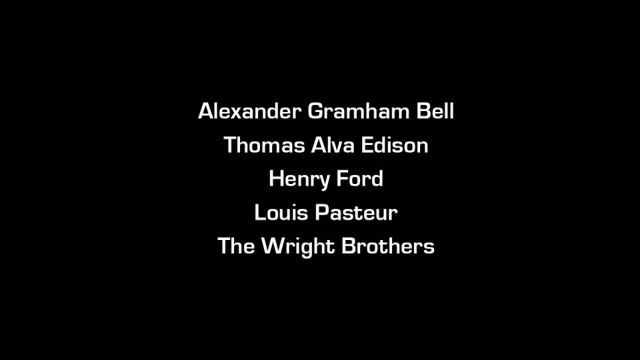 Alexander Gramham Bell
Thomas Alva Edison
Henry Ford
Louis Pasteur
The Wright Brothers